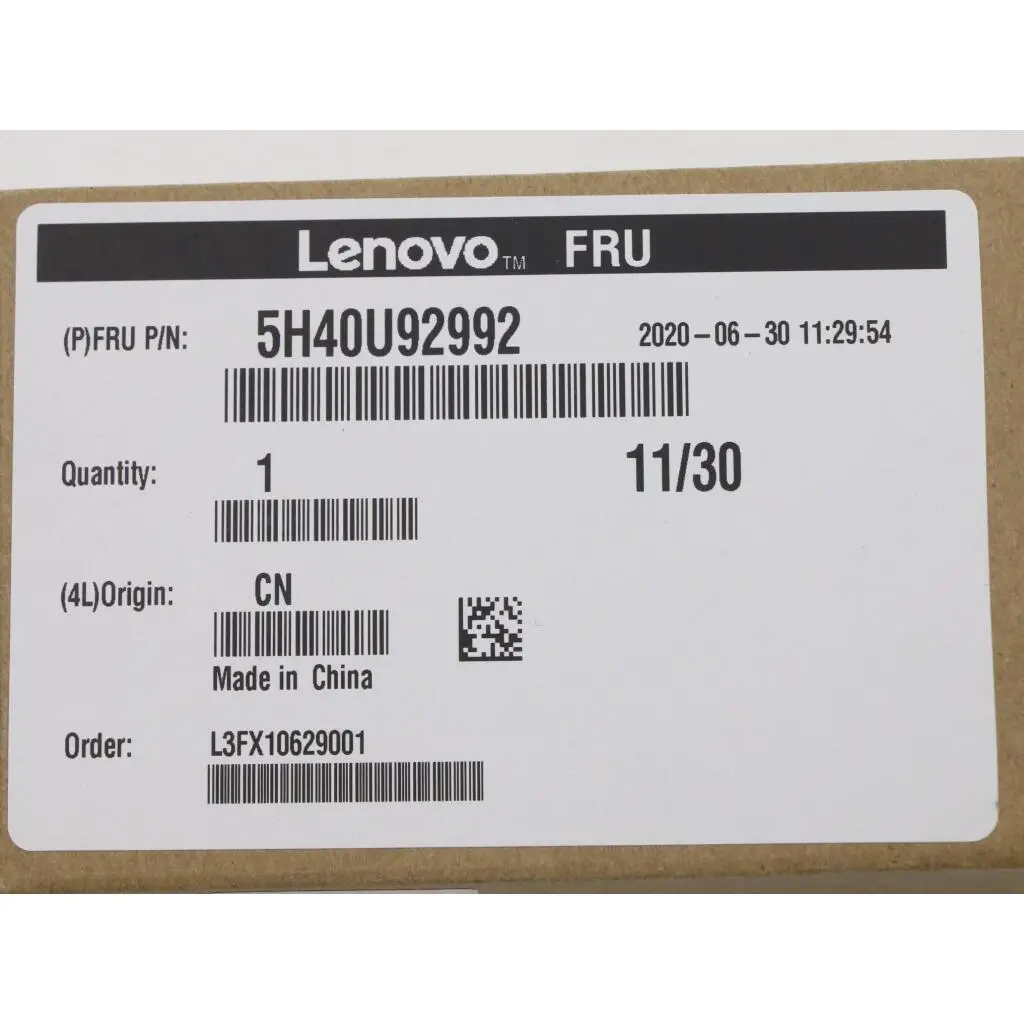 Lenovo™ FRU
(P)FRU P/N: 5H40U92992 2020-06-30 11:29:54
Quantity: 1 11/30
(4L)Origin: CN
Made in China
Order: L3FX10629001